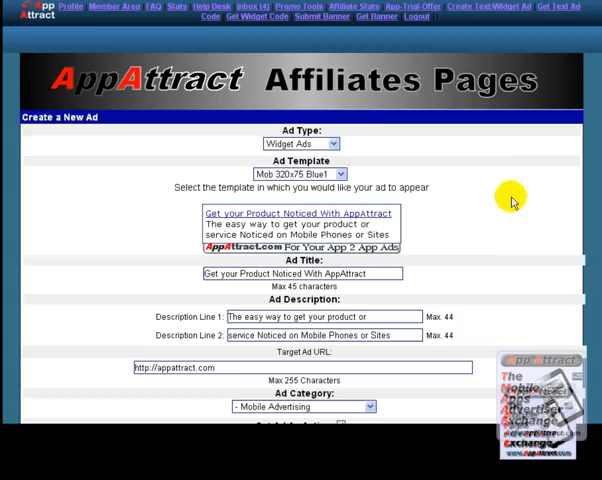 App Attract
Profile Member Area FAQ Stats Help Desk Inbox (4) Promo Tools Affiliate Stats App-Trial-Offer Create Text/Widget Ad Get Text Ad
Code Get Widget Code Submit Banner Get Banner Logout
AppAttract Affiliates Pages
Create a New Ad
Ad Type:
Widget Ads
Ad Template
Mob 320x75 Blue1
Select the template in which you would like your ad to appear
Get your Product Noticed With AppAttract
The easy way to get your product or
service Noticed on Mobile Phones or Sites
AppAttract.com For Your App 2 App Ads
Ad Title:
Get your Product Noticed With AppAttract
Max 45 characters
Ad Description:
Description Line 1: The easy way to get your product or Max. 44
Description Line 2: service Noticed on Mobile Phones or Sites Max. 44
Target Ad URL:
http://appattract.com
Max 255 Characters
Ad Category:
- Mobile Advertising
AppAttract
The
Mobile
Apps
Advertiser
Exchange
www.AppAttract.com